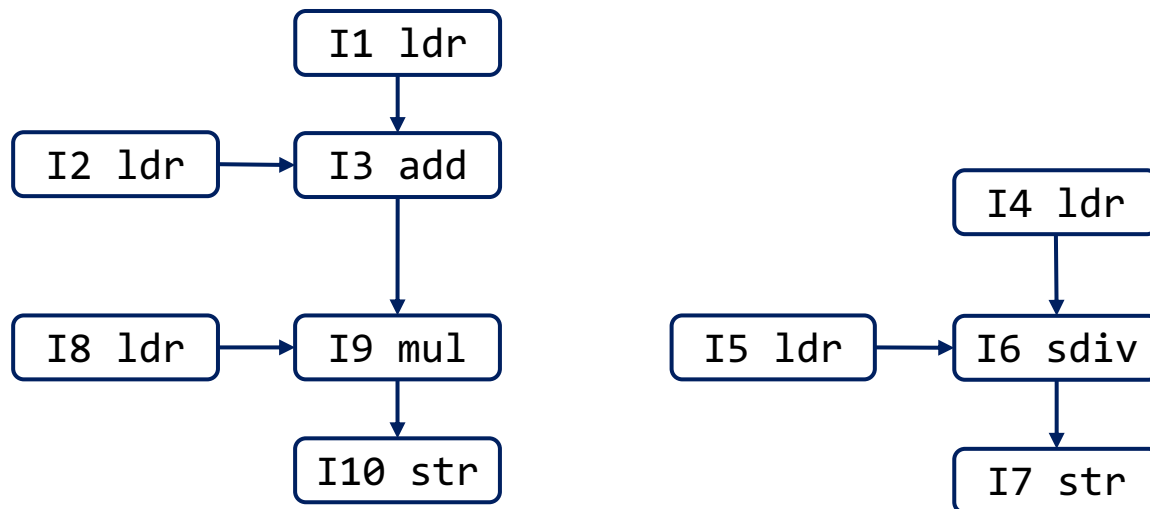 I1 ldr
I2 ldr
I3 add
I4 ldr
I8 ldr
I9 mul
I5 ldr
I6 sdiv
I10 str
I7 str